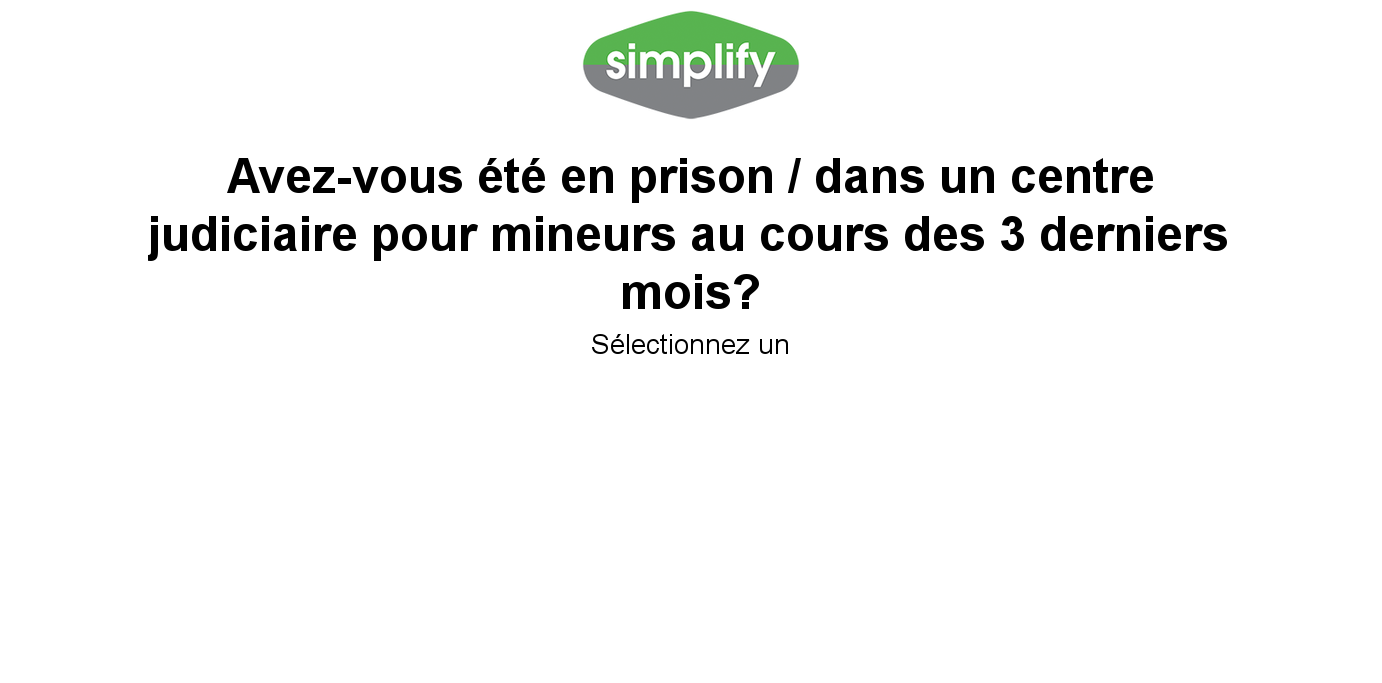 simplify
Avez-vous été en prison / dans un centre
judiciaire pour mineurs au cours des 3 derniers
mois?
Sélectionnez un